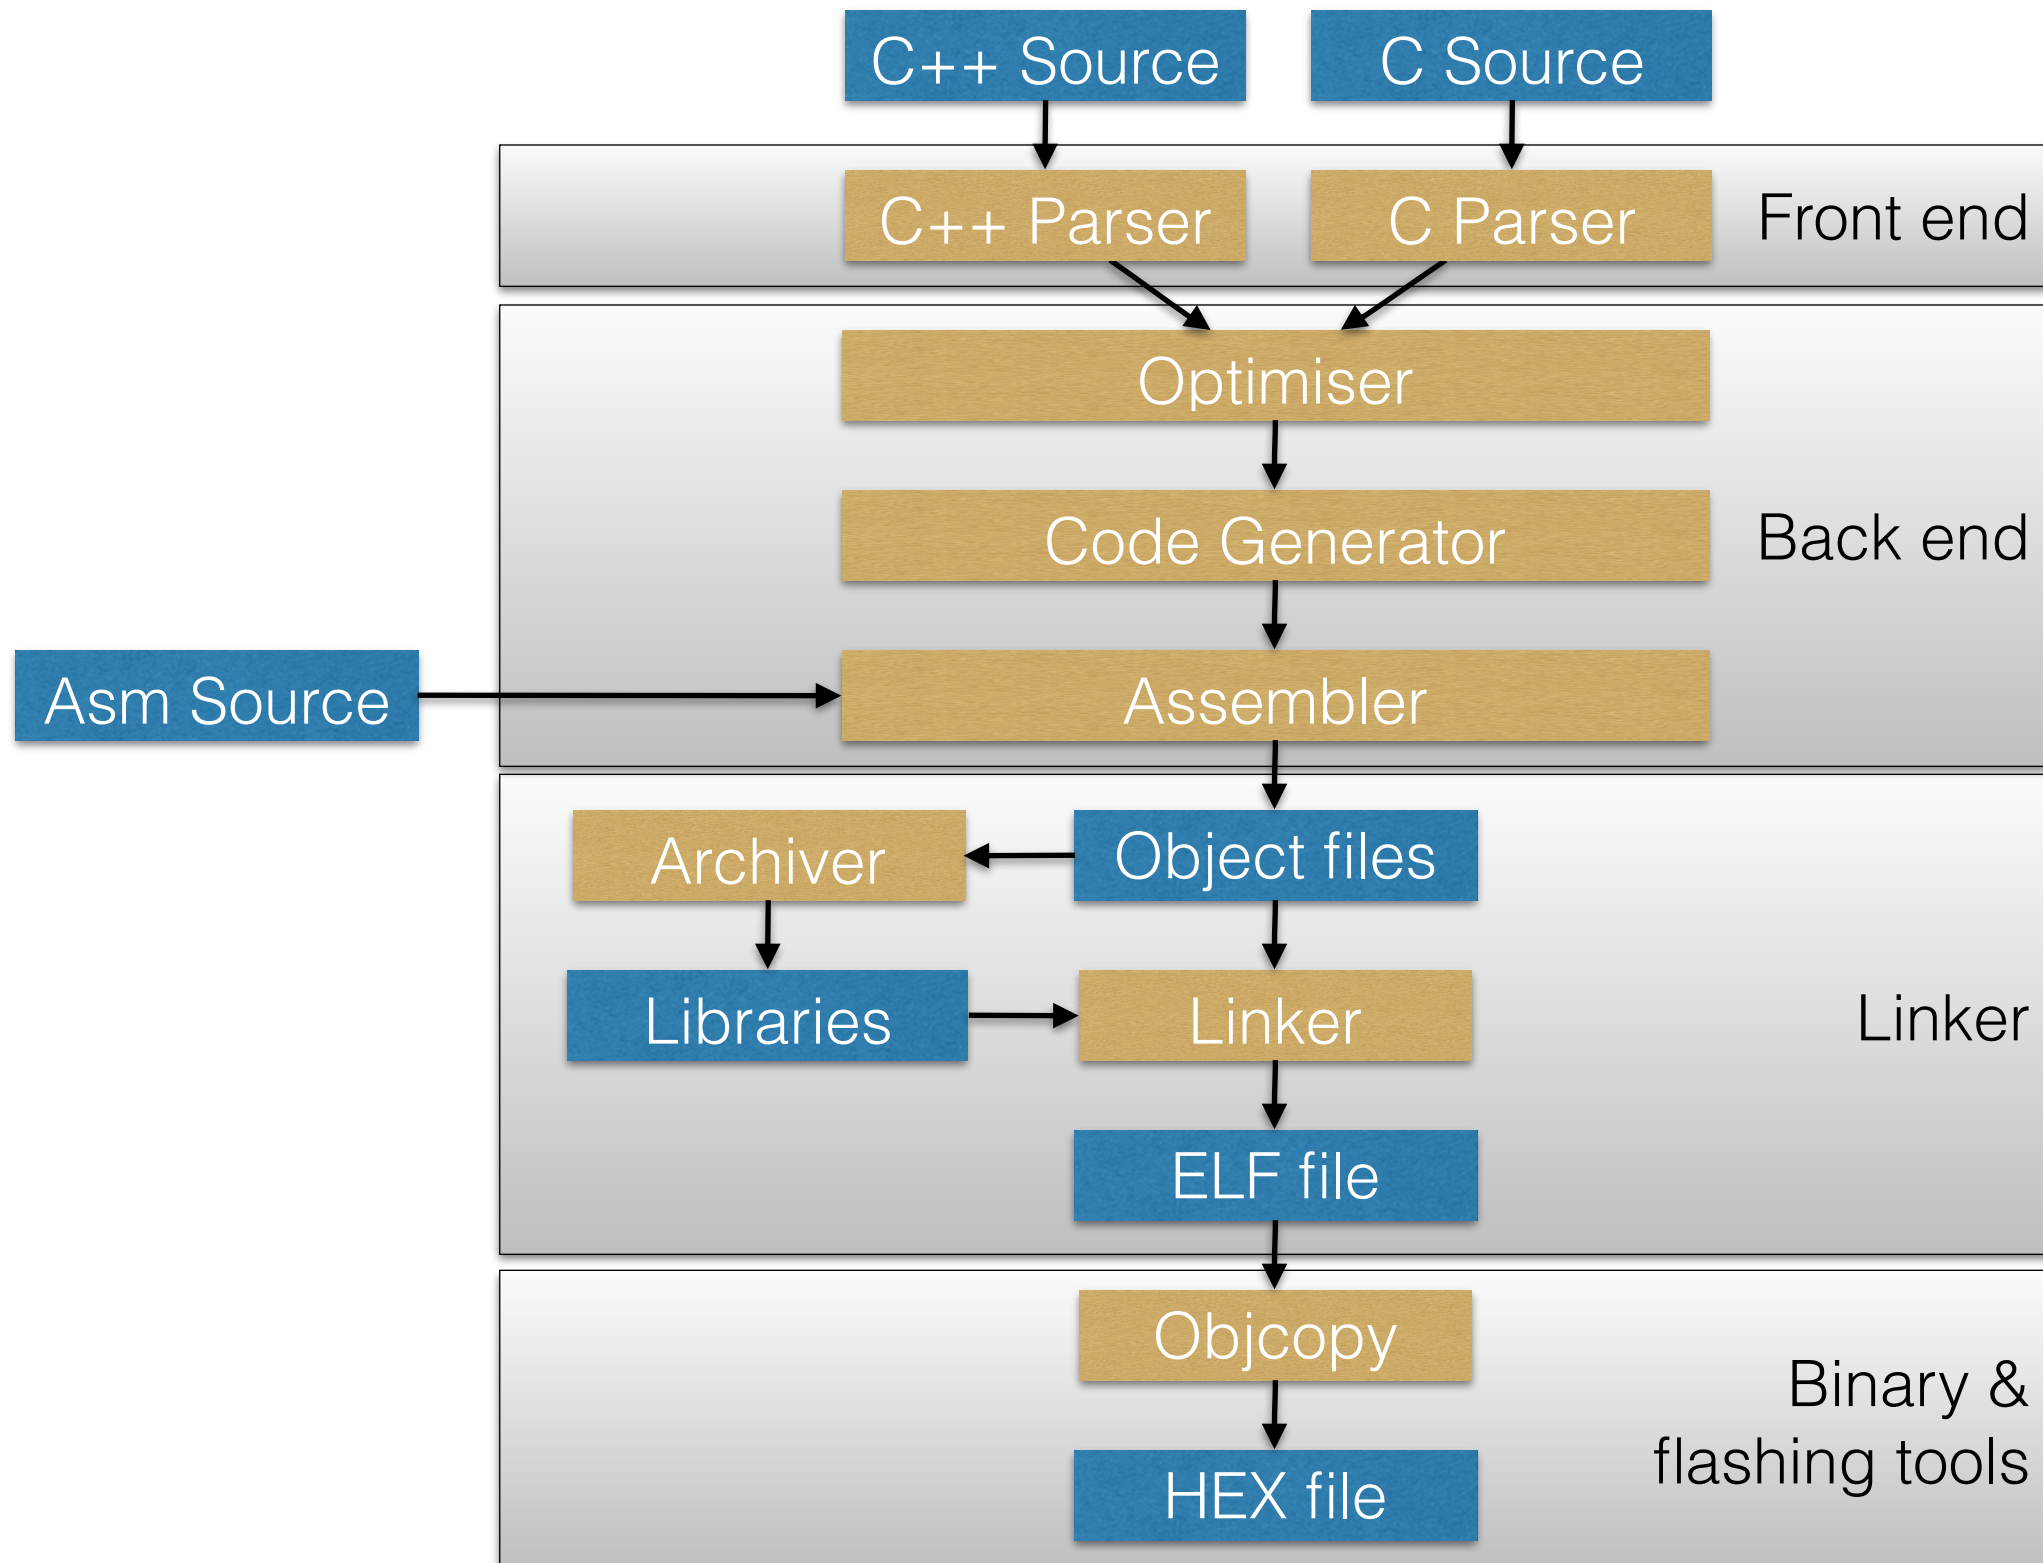 C++ Source
C Source
C++ Parser
C Parser
Front end
Optimiser
Code Generator
Back end
Asm Source
Assembler
Archiver
Object files
Libraries
Linker
Linker
ELF file
Objcopy
Binary &
flashing tools
HEX file